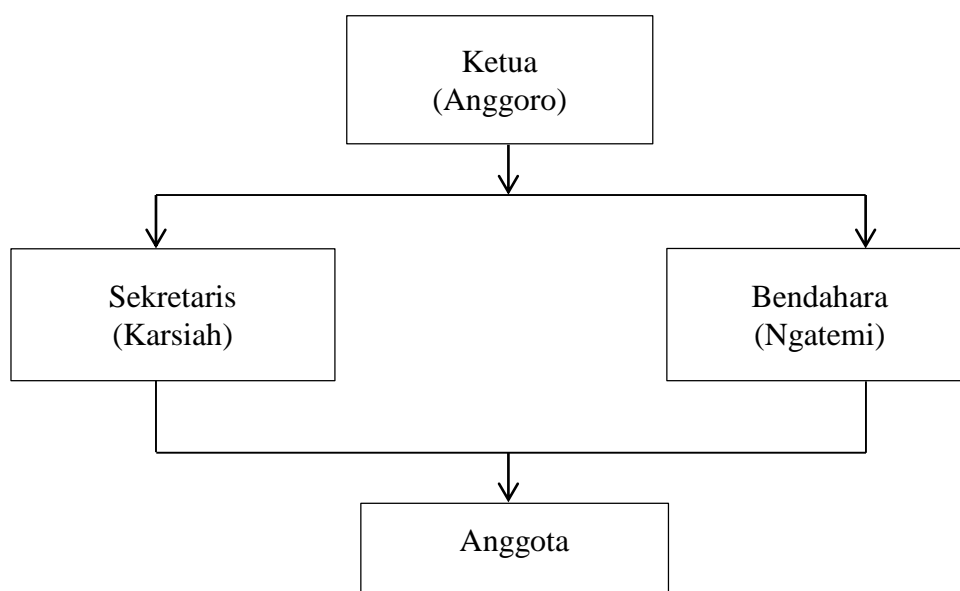 Ketua
(Anggoro)
Sekretaris
(Karsiah)
Bendahara
(Ngatemi)
Anggota